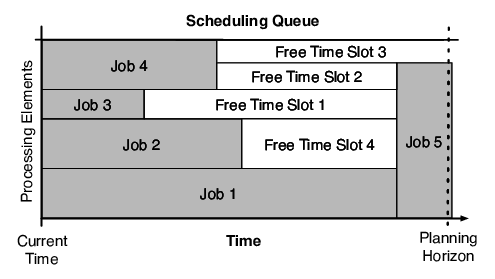 Scheduling Queue
Processing Elements
Free Time Slot 3
Job 4
Free Time Slot 2
Job 3
Free Time Slot 1
Job 2
Free Time Slot 4
Job 5
Job 1
Current
Time
Time
Planning
Horizon